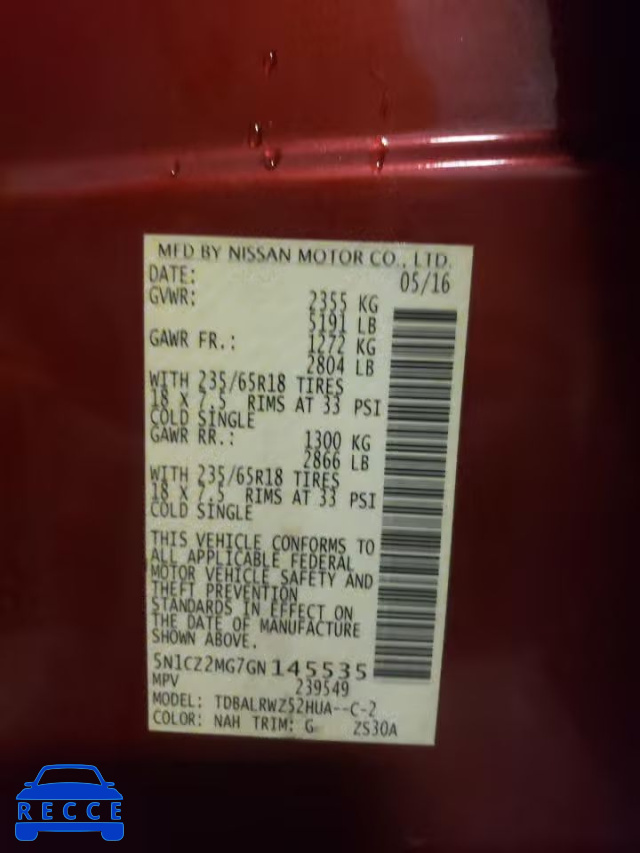 MFD BY NISSAN MOTOR CO., LTD.
DATE: 05/16
GVWR: 2355 KG
5191 LB
GAWR FR.: 1272 KG
2804 LB
WITH 235/65R18 TIRES
18 X 7.5 RIMS AT 33 PSI
COLD SINGLE
GAWR RR.: 1300 KG
2866 LB
WITH 235/65R18 TIRES
18 X 7.5 RIMS AT 33 PSI
COLD SINGLE
THIS VEHICLE CONFORMS TO
ALL APPLICABLE FEDERAL
MOTOR VEHICLE SAFETY AND
THEFT PREVENTION
STANDARDS IN EFFECT ON
THE DATE OF MANUFACTURE
SHOWN ABOVE.
5N1CZ2MG7GN145535
MPV 239549
MODEL: TDBALRWZ52HUA--C-2
COLOR: NAH TRIM: G ZS30A
RECCE